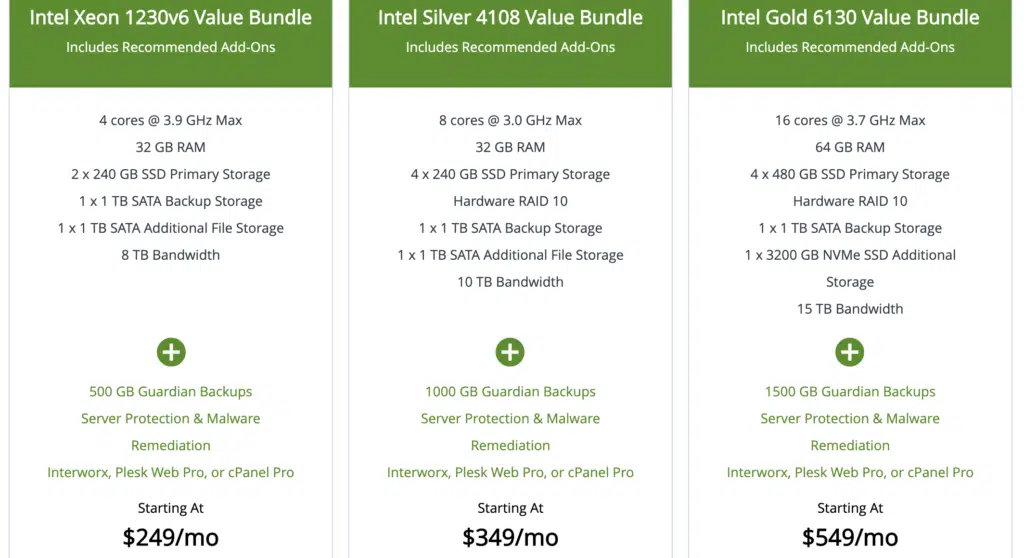 Intel Xeon 1230v6 Value Bundle
Includes Recommended Add-Ons
4 cores @ 3.9 GHz Max
32 GB RAM
2 x 240 GB SSD Primary Storage
1 x 1 TB SATA Backup Storage
1 x 1 TB SATA Additional File Storage
8 TB Bandwidth
500 GB Guardian Backups
Server Protection & Malware
Remediation
Interworx, Plesk Web Pro, or cPanel Pro
Starting At
$249/mo
Intel Silver 4108 Value Bundle
Includes Recommended Add-Ons
8 cores @ 3.0 GHz Max
32 GB RAM
4 x 240 GB SSD Primary Storage
Hardware RAID 10
1 x 1 TB SATA Backup Storage
1 x 1 TB SATA Additional File Storage
10 TB Bandwidth
1000 GB Guardian Backups
Server Protection & Malware
Remediation
Interworx, Plesk Web Pro, or cPanel Pro
Starting At
$349/mo
Intel Gold 6130 Value Bundle
Includes Recommended Add-Ons
16 cores @ 3.7 GHz Max
64 GB RAM
4 x 480 GB SSD Primary Storage
Hardware RAID 10
1 x 1 TB SATA Backup Storage
1 x 3200 GB NVMe SSD Additional
Storage
15 TB Bandwidth
1500 GB Guardian Backups
Server Protection & Malware
Remediation
Interworx, Plesk Web Pro, or cPanel Pro
Starting At
$549/mo